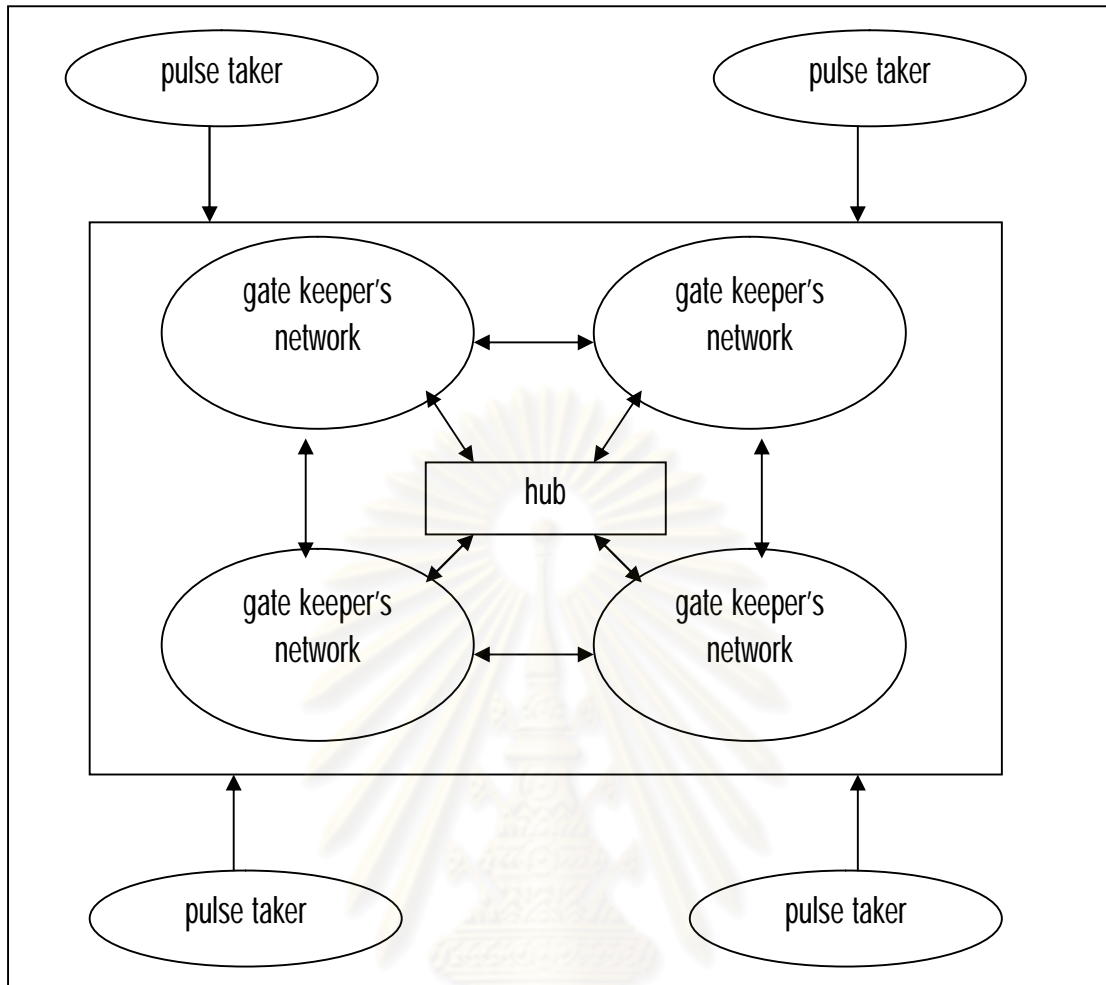 pulse taker
pulse taker
gate keeper's
network
gate keeper's
network
hub
gate keeper's
network
gate keeper's
network
pulse taker
pulse taker